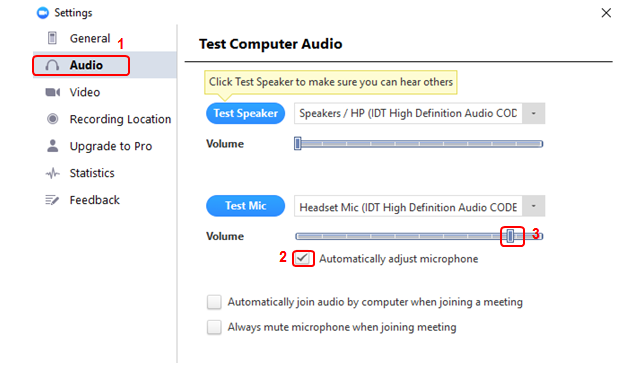 Settings
General
1
Audio
Video
Recording Location
Upgrade to Pro
Statistics
Feedback
Test Computer Audio
Click Test Speaker to make sure you can hear others
Test Speaker
Speakers / HP (IDT High Definition Audio COD
Volume
Test Mic
Headset Mic (IDT High Definition Audio CODE
Volume
3
2
Automatically adjust microphone
Automatically join audio by computer when joining a meeting
Always mute microphone when joining meeting